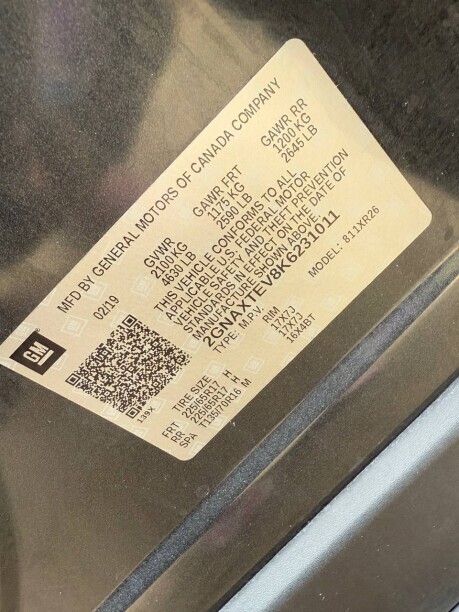 MFD BY GENERAL MOTORS OF CANADA COMPANY
02/19
GVWR
2100 KG
4630 LB
GAWR FRT
1175 KG
2590 LB
GAWR RR
1200 KG
2645 LB
THIS VEHICLE CONFORMS TO ALL
APPLICABLE U.S. FEDERAL MOTOR
VEHICLE SAFETY AND THEFT PREVENTION
STANDARDS IN EFFECT ON THE DATE OF
MANUFACTURE SHOWN ABOVE.
2GNAXTEV8K6231011
TYPE: M.P.V. MODEL: 811XR26
GM
139X
TIRE SIZE RIM
FRT 225/65R17 H 17X7J
RR 225/65R17 H 17X7J
SPA T135/70R16 M 16X4BT